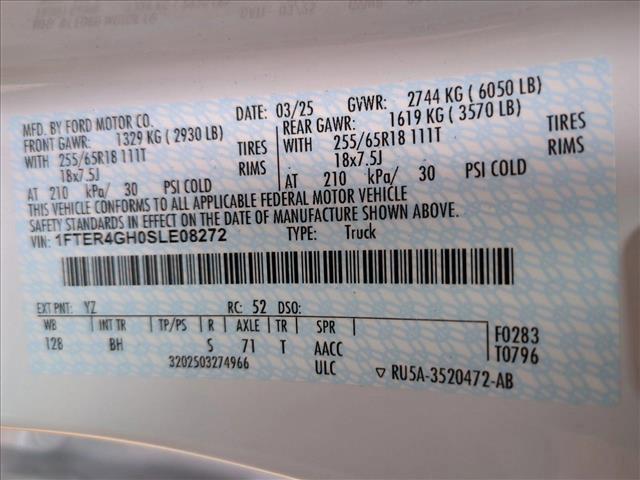 MFD. BY FORD MOTOR CO. DATE: 03/25 GVWR: 2744 KG ( 6050 LB)
FRONT GAWR: 1329 KG ( 2930 LB) REAR GAWR: 1619 KG ( 3570 LB)
WITH 255/65R18 111T TIRES WITH 255/65R18 111T TIRES
18x7.5J RIMS 18x7.5J RIMS
AT 210 kPa/ 30 PSI COLD AT 210 kPa/ 30 PSI COLD
THIS VEHICLE CONFORMS TO ALL APPLICABLE FEDERAL MOTOR VEHICLE
SAFETY STANDARDS IN EFFECT ON THE DATE OF MANUFACTURE SHOWN ABOVE.
VIN: 1FTER4GH0SLE08272 TYPE: Truck
EXT PNT: YZ RC: 52 DSO:
WB INT TR TP/PS R AXLE TR SPR F0283
128 BH S 71 T AACC T0796
3202503274966 ULC ▽ RU5A-3520472-AB